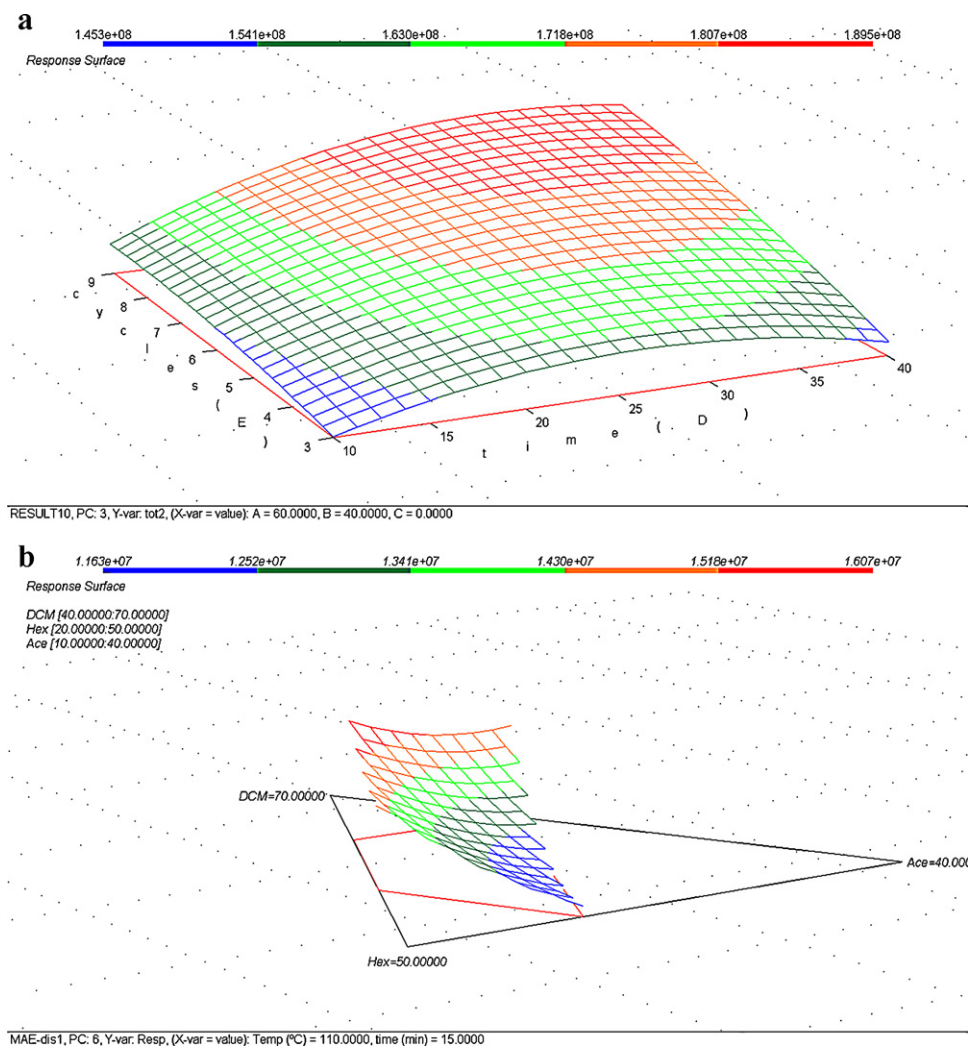 a
1.453e+08 1.541e+08 1.630e+08 1.718e+08 1.807e+08 1.895e+08
Response Surface
9
8
7
6
5
4
3
cycles (E)
10 15 20 25 30 35 40
time (D)
RESULT10, PC: 3, Y-var: tot2, (X-var = value): A = 60.0000, B = 40.0000, C = 0.0000
b
1.163e+07 1.252e+07 1.341e+07 1.430e+07 1.518e+07 1.607e+07
Response Surface
DCM [40.00000:70.00000]
Hex [20.00000:50.00000]
Ace [10.00000:40.00000]
DCM=70.00000
Ace=40.000
Hex=50.00000
MAE-dis1, PC: 6, Y-var: Resp, (X-var = value): Temp (ºC) = 110.0000, time (min) = 15.0000